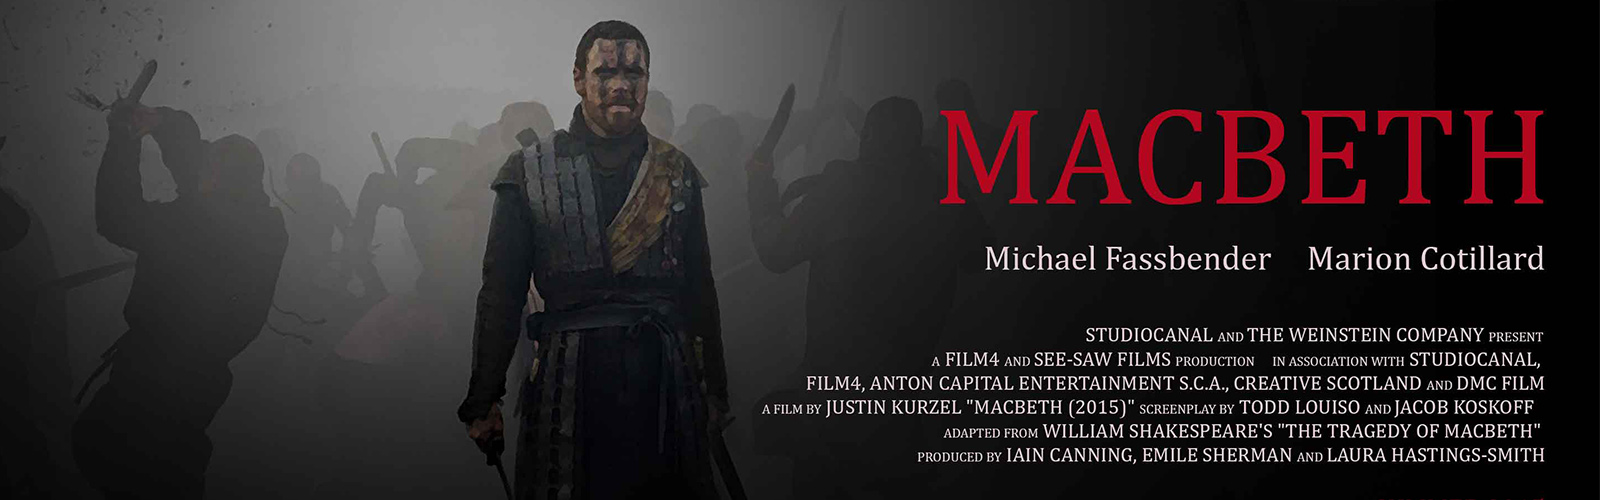 MACBETH
Michael Fassbender Marion Cotillard
STUDIOCANAL AND THE WEINSTEIN COMPANY PRESENT
A FILM4 AND SEE-SAW FILMS PRODUCTION IN ASSOCIATION WITH STUDIOCANAL,
FILM4, ANTON CAPITAL ENTERTAINMENT S.C.A., CREATIVE SCOTLAND AND DMC FILM
A FILM BY JUSTIN KURZEL "MACBETH (2015)" SCREENPLAY BY TODD LOUISO AND JACOB KOSKOFF
ADAPTED FROM WILLIAM SHAKESPEARE'S "THE TRAGEDY OF MACBETH"
PRODUCED BY IAIN CANNING, EMILE SHERMAN AND LAURA HASTINGS-SMITH